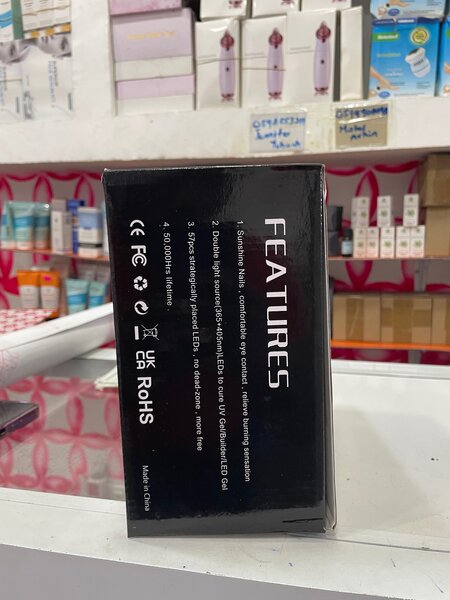 FEATURES
1. Sunshine Nails , comfortable eye contact , relieve burning sensation
2. Double light source(365+405nm)LEDs to cure UV Gel/Builder/LED Gel
3. 57pcs strategically placed LEDs , no dead-zone , more free
4. 50,000Hrs lifetime
CE FC UK CA RoHS
Made in China